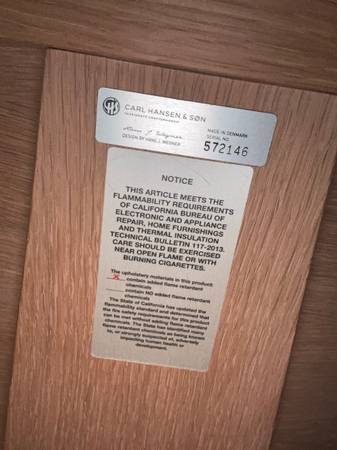 CARL HANSEN & SØN
PASSIONATE CRAFTSMANSHIP
Hans J. Wegner
DESIGN BY HANS J. WEGNER
MADE IN DENMARK
SERIAL NO.
572146
NOTICE
THIS ARTICLE MEETS THE
FLAMMABILITY REQUIREMENTS
OF CALIFORNIA BUREAU OF
ELECTRONIC AND APPLIANCE
REPAIR, HOME FURNISHINGS
AND THERMAL INSULATION
TECHNICAL BULLETIN 117-2013.
CARE SHOULD BE EXERCISED
NEAR OPEN FLAME OR WITH
BURNING CIGARETTES.
The upholstery materials in this product:
X contain added flame retardant
chemicals
contain NO added flame retardant
chemicals
The State of California has updated the
flammability standard and determined that
the fire safety requirements for this product
can be met without adding flame retardant
chemicals. The State has identified many
flame retardant chemicals as being known
to, or strongly suspected of, adversely
impacting human health or
development.